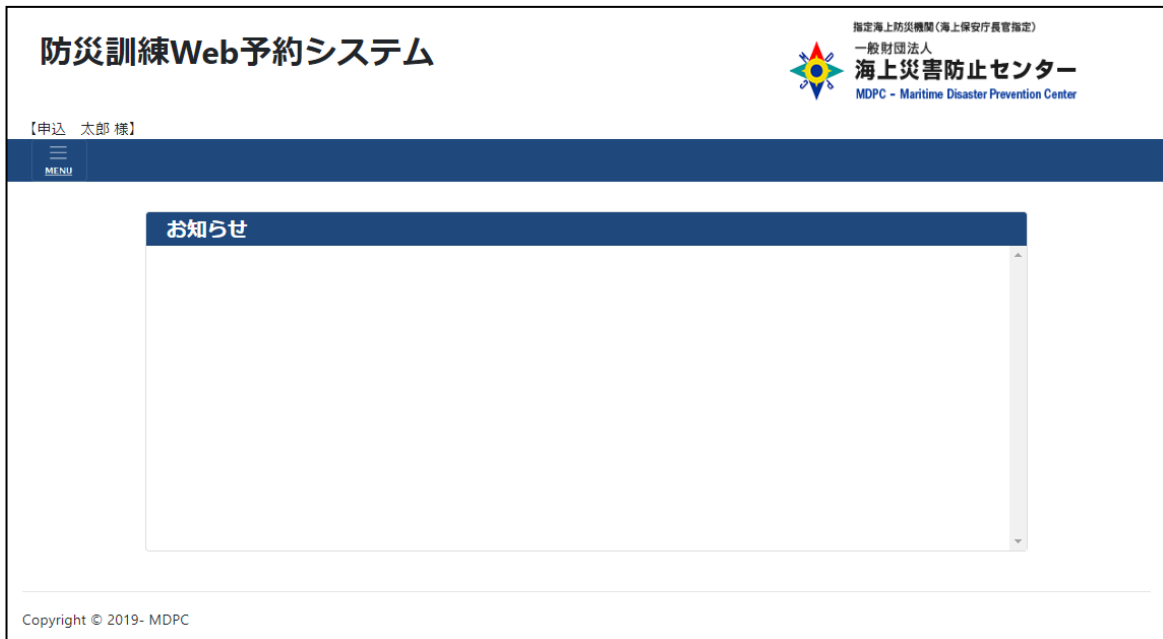 防災訓練Web予約システム
指定海上防災機関(海上保安庁長官指定)
一般財団法人
海上災害防止センター
MDPC - Maritime Disaster Prevention Center
【申込　太郎 様】
MENU
お知らせ
Copyright © 2019- MDPC